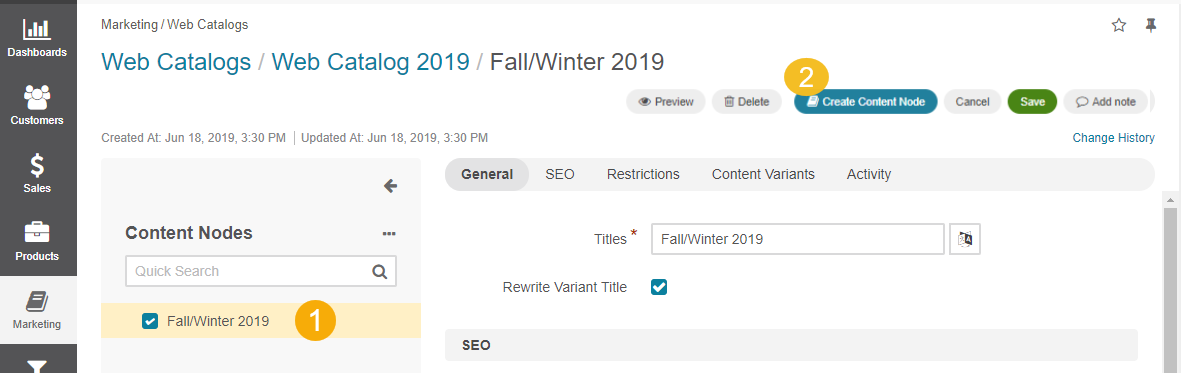 Dashboards
Customers
Sales
Products
Marketing
Marketing / Web Catalogs
Web Catalogs / Web Catalog 2019 / Fall/Winter 2019
2
Preview Delete Create Content Node Cancel Save Add note
Created At: Jun 18, 2019, 3:30 PM Updated At: Jun 18, 2019, 3:30 PM Change History
Content Nodes
Quick Search
Fall/Winter 2019 1
General SEO Restrictions Content Variants Activity
Titles * Fall/Winter 2019
Rewrite Variant Title
SEO